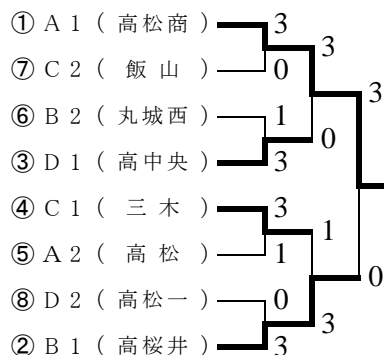 ① A 1 ( 高松商 ) 3
3
⑦ C 2 ( 飯 山 ) 0
3
⑥ B 2 ( 丸城西 ) 1
0
③ D 1 ( 高中央 ) 3
④ C 1 ( 三 木 ) 3
1
⑤ A 2 ( 高 松 ) 1
0
⑧ D 2 ( 高松一 ) 0
3
② B 1 ( 高桜井 ) 3